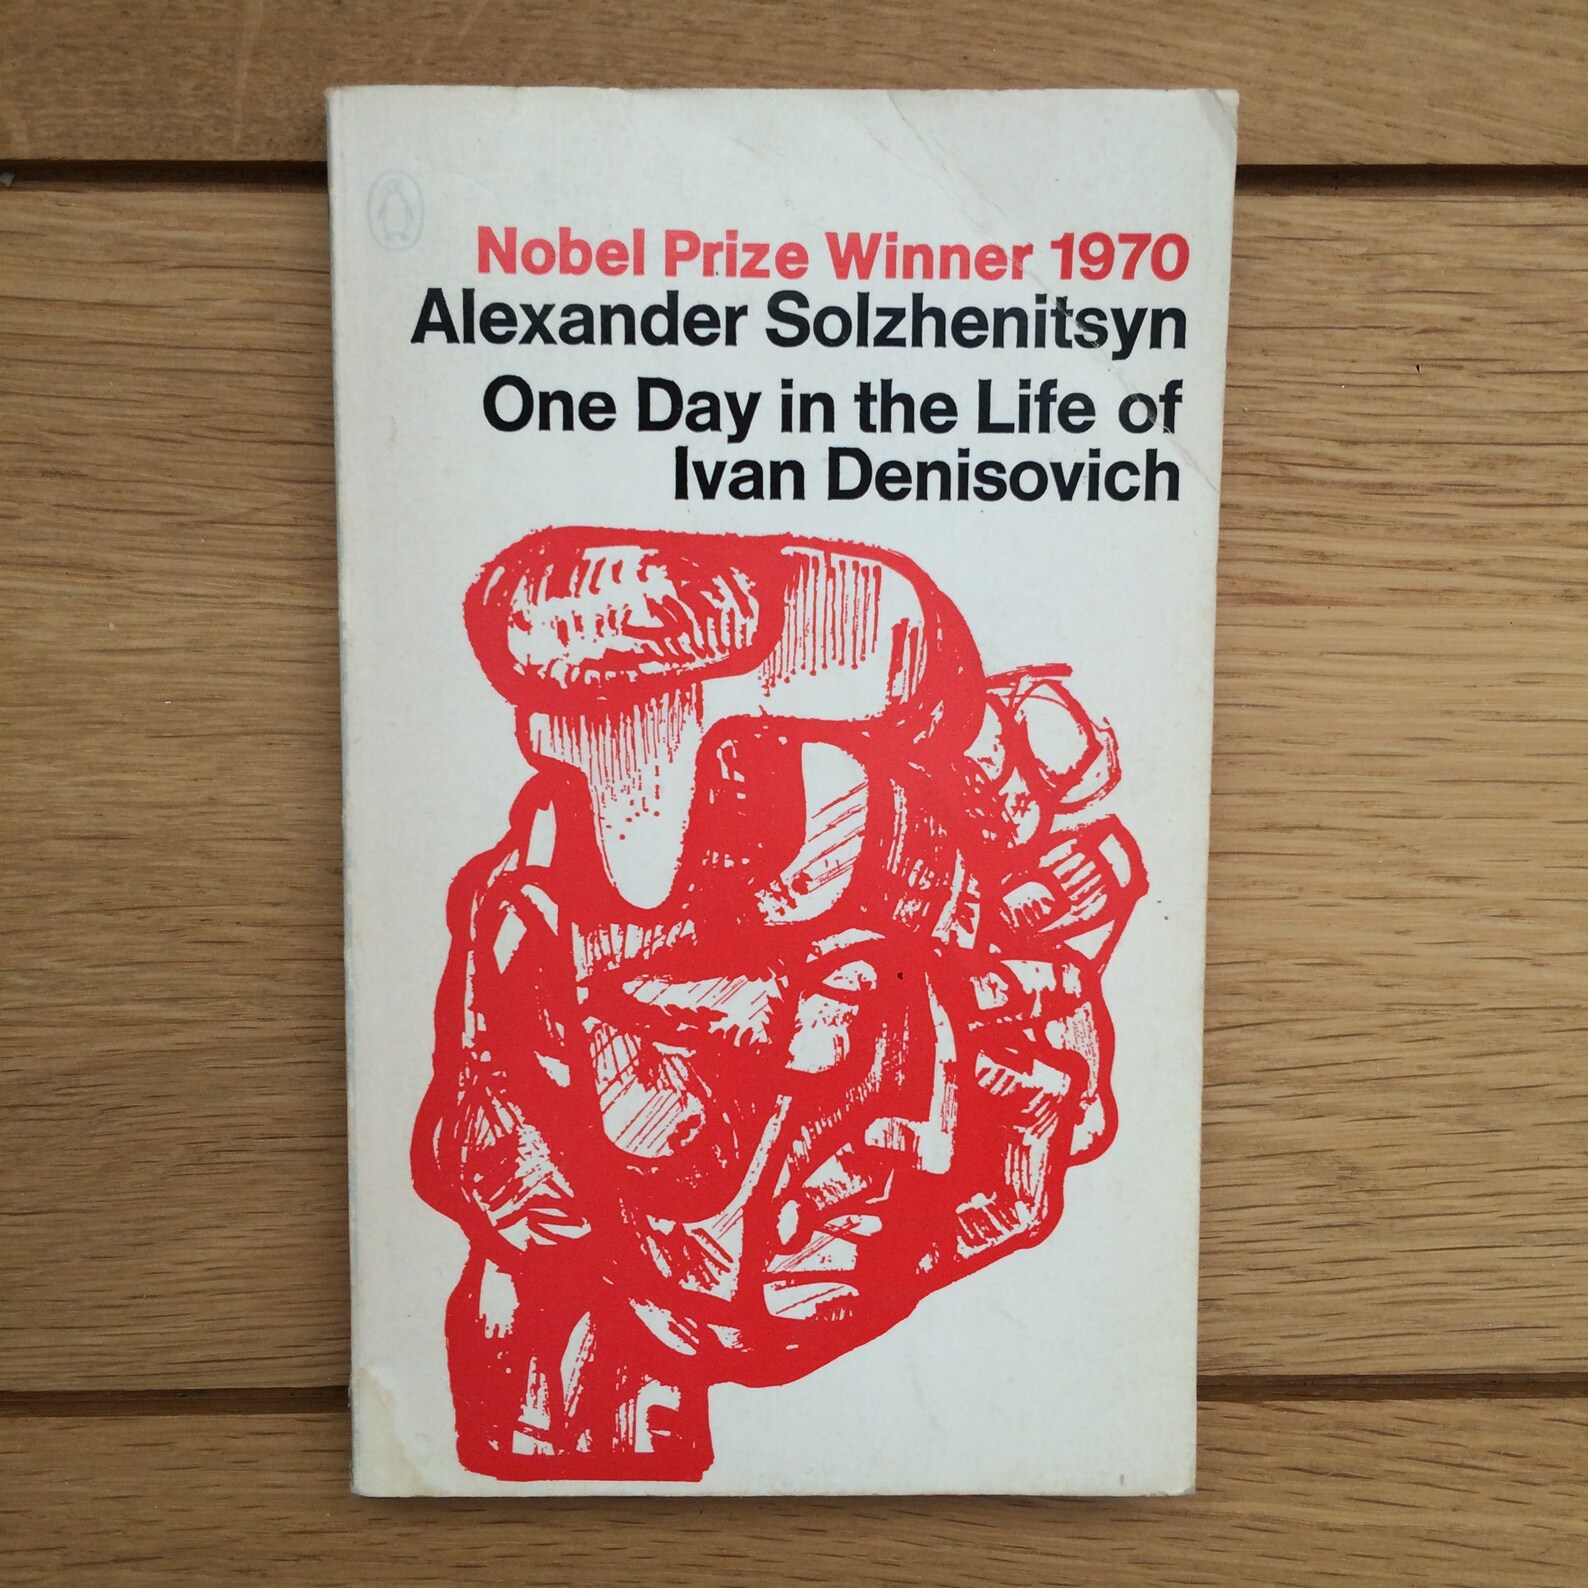 Nobel Prize Winner 1970
Alexander Solzhenitsyn
One Day in the Life of
Ivan Denisovich